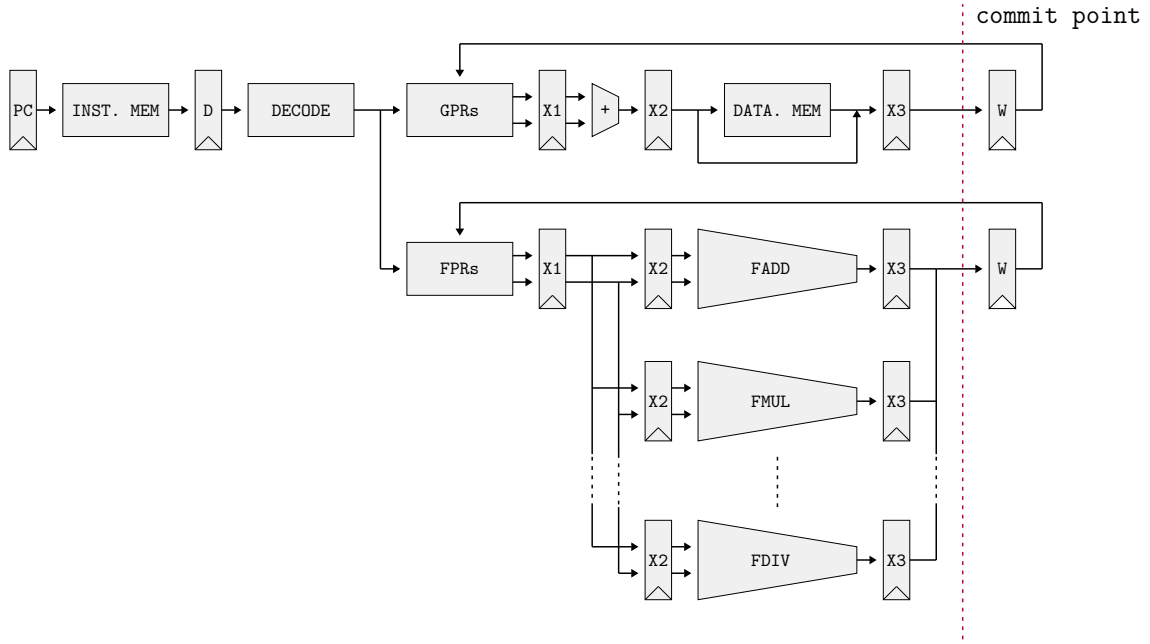 commit point
PC
INST. MEM
D
DECODE
GPRs
X1
+
X2
DATA. MEM
X3
W
FPRs
X1
X2
FADD
X3
W
X2
FMUL
X3
X2
FDIV
X3